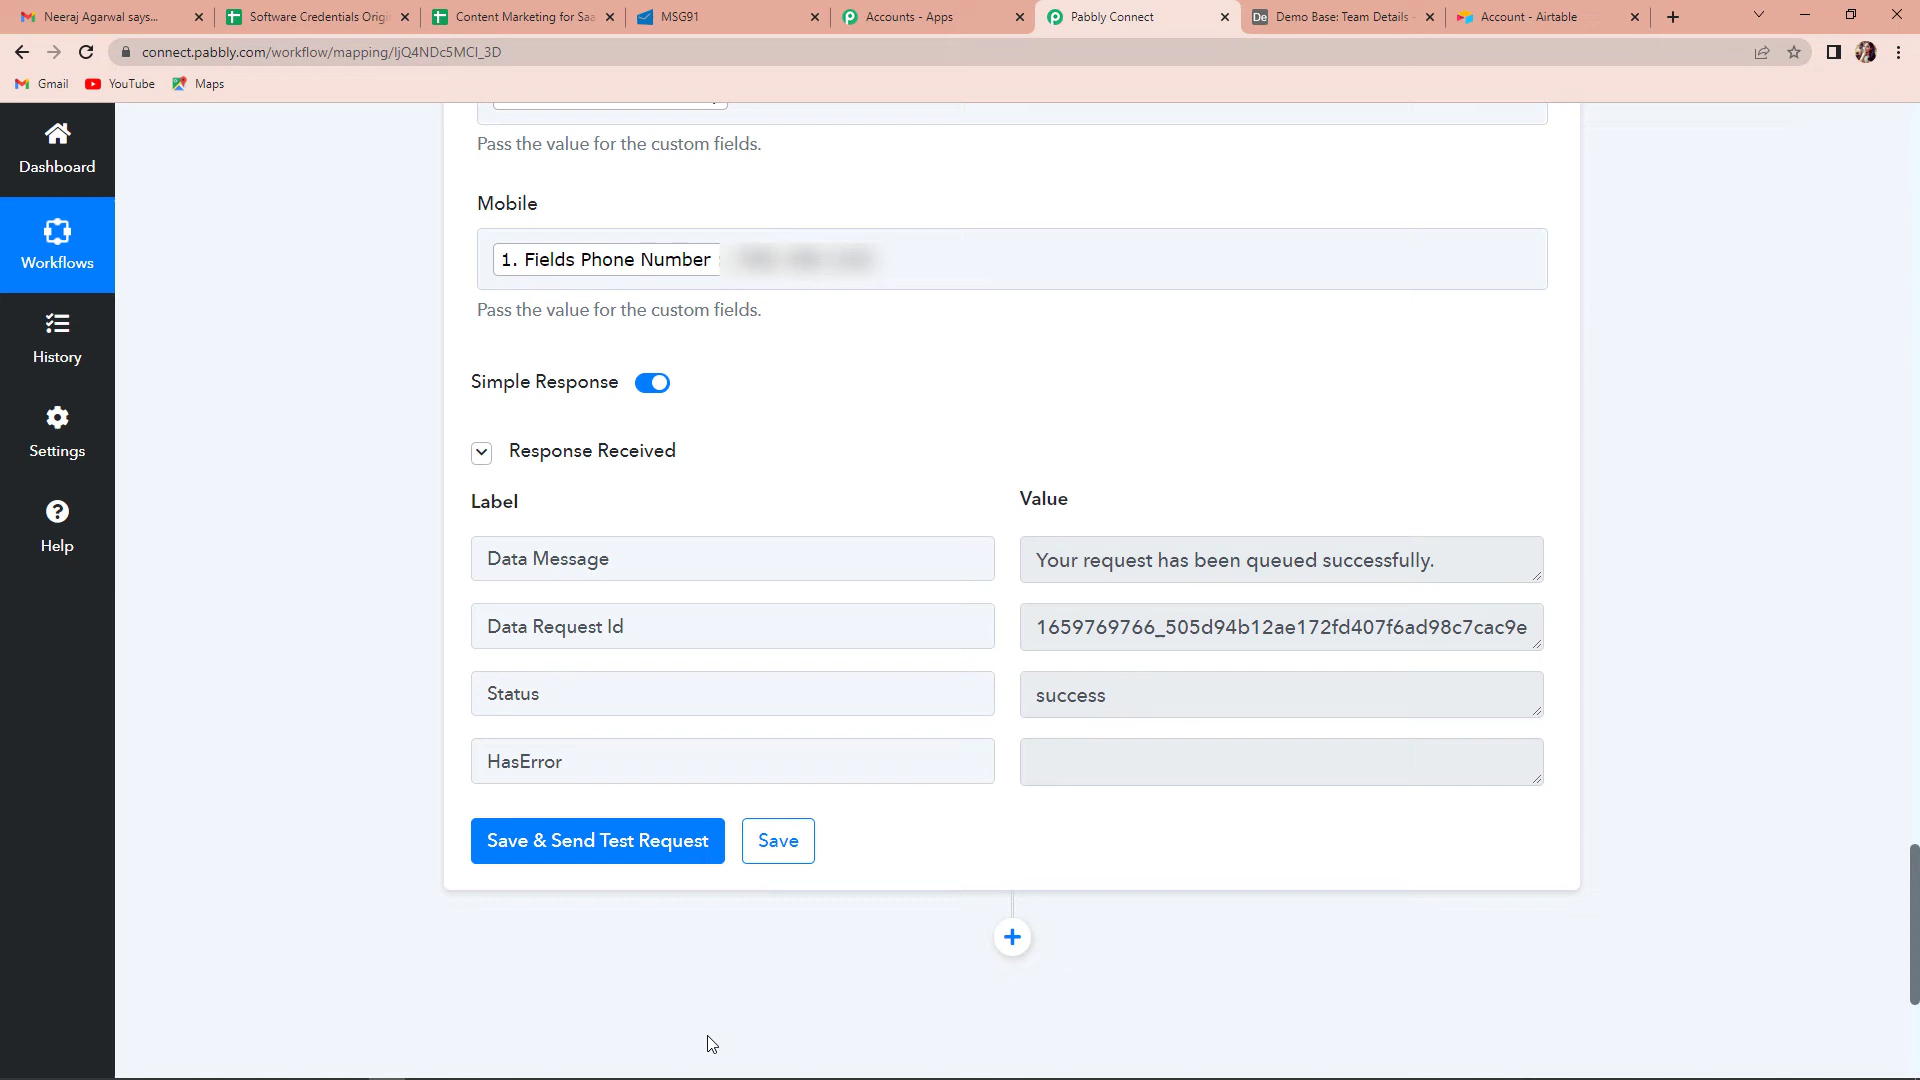 Neeraj Agarwal says...
Software Credentials Origi
Content Marketing for Saa
MSG91
Accounts - Apps
Pabbly Connect
Demo Base: Team Details -
Account - Airtable
connect.pabbly.com/workflow/mapping/IjQ4NDc5MCI_3D
Gmail
YouTube
Maps
Dashboard
Workflows
History
Settings
Help
Pass the value for the custom fields.
Mobile
1. Fields Phone Number :
Pass the value for the custom fields.
Simple Response
Response Received
Label
Value
Data Message
Your request has been queued successfully.
Data Request Id
1659769766_505d94b12ae172fd407f6ad98c7cac9e
Status
success
HasError
Save & Send Test Request
Save